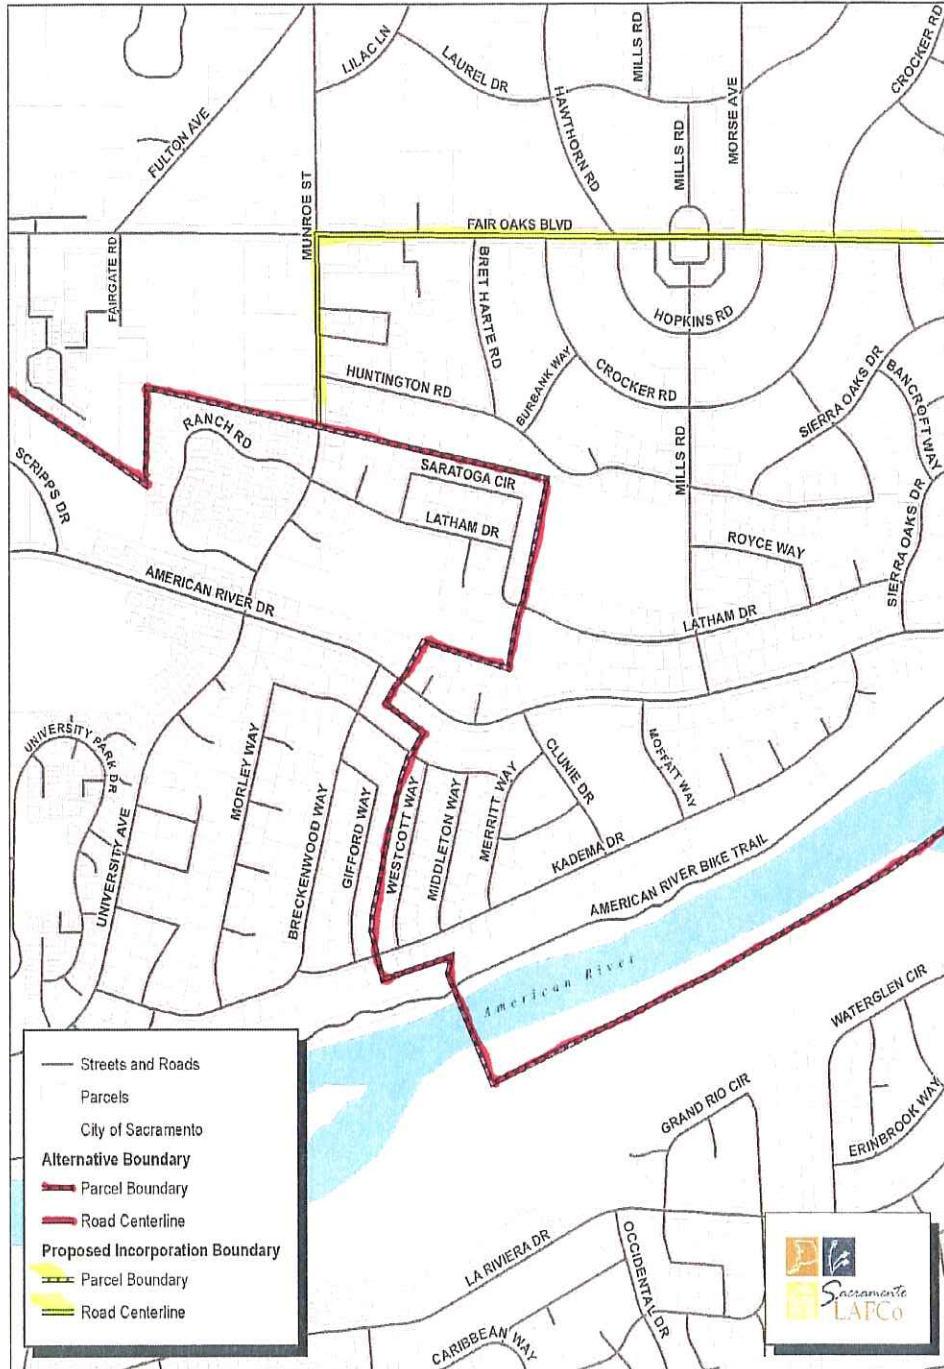 LILAC LN
LAUREL DR
MILLS RD
CROCKER RD
FULTON AVE
HAWTHORN RD
MILLS RD
MORSE AVE
MUNROE ST
FAIR OAKS BLVD
FAIRGATE RD
BRET HARTE RD
HOPKINS RD
HUNTINGTON RD
BURBANK WAY
CROCKER RD
SIERRA OAKS DR
BANCROFT WAY
RANCH RD
SCRIPPS DR
SARATOGA CIR
MILLS RD
LATHAM DR
ROYCE WAY
SIERRA OAKS DR
AMERICAN RIVER DR
LATHAM DR
UNIVERSITY PARK DR
MORLEY WAY
CLUNIE DR
MOFFATT WAY
UNIVERSITY AVE
BRECKENWOOD WAY
GIFFORD WAY
WESTCOTT WAY
MIDDLETON WAY
MERRITT WAY
KADEMA DR
AMERICAN RIVER BIKE TRAIL
American River
WATERGLEN CIR
GRAND RIO CIR
ERINBROOK WAY
LA RIVIERA DR
OCCIDENTAL DR
CARIBBEAN WAY
Streets and Roads
Parcels
City of Sacramento
Alternative Boundary
Parcel Boundary
Road Centerline
Proposed Incorporation Boundary
Parcel Boundary
Road Centerline
Sacramento
LAFCo